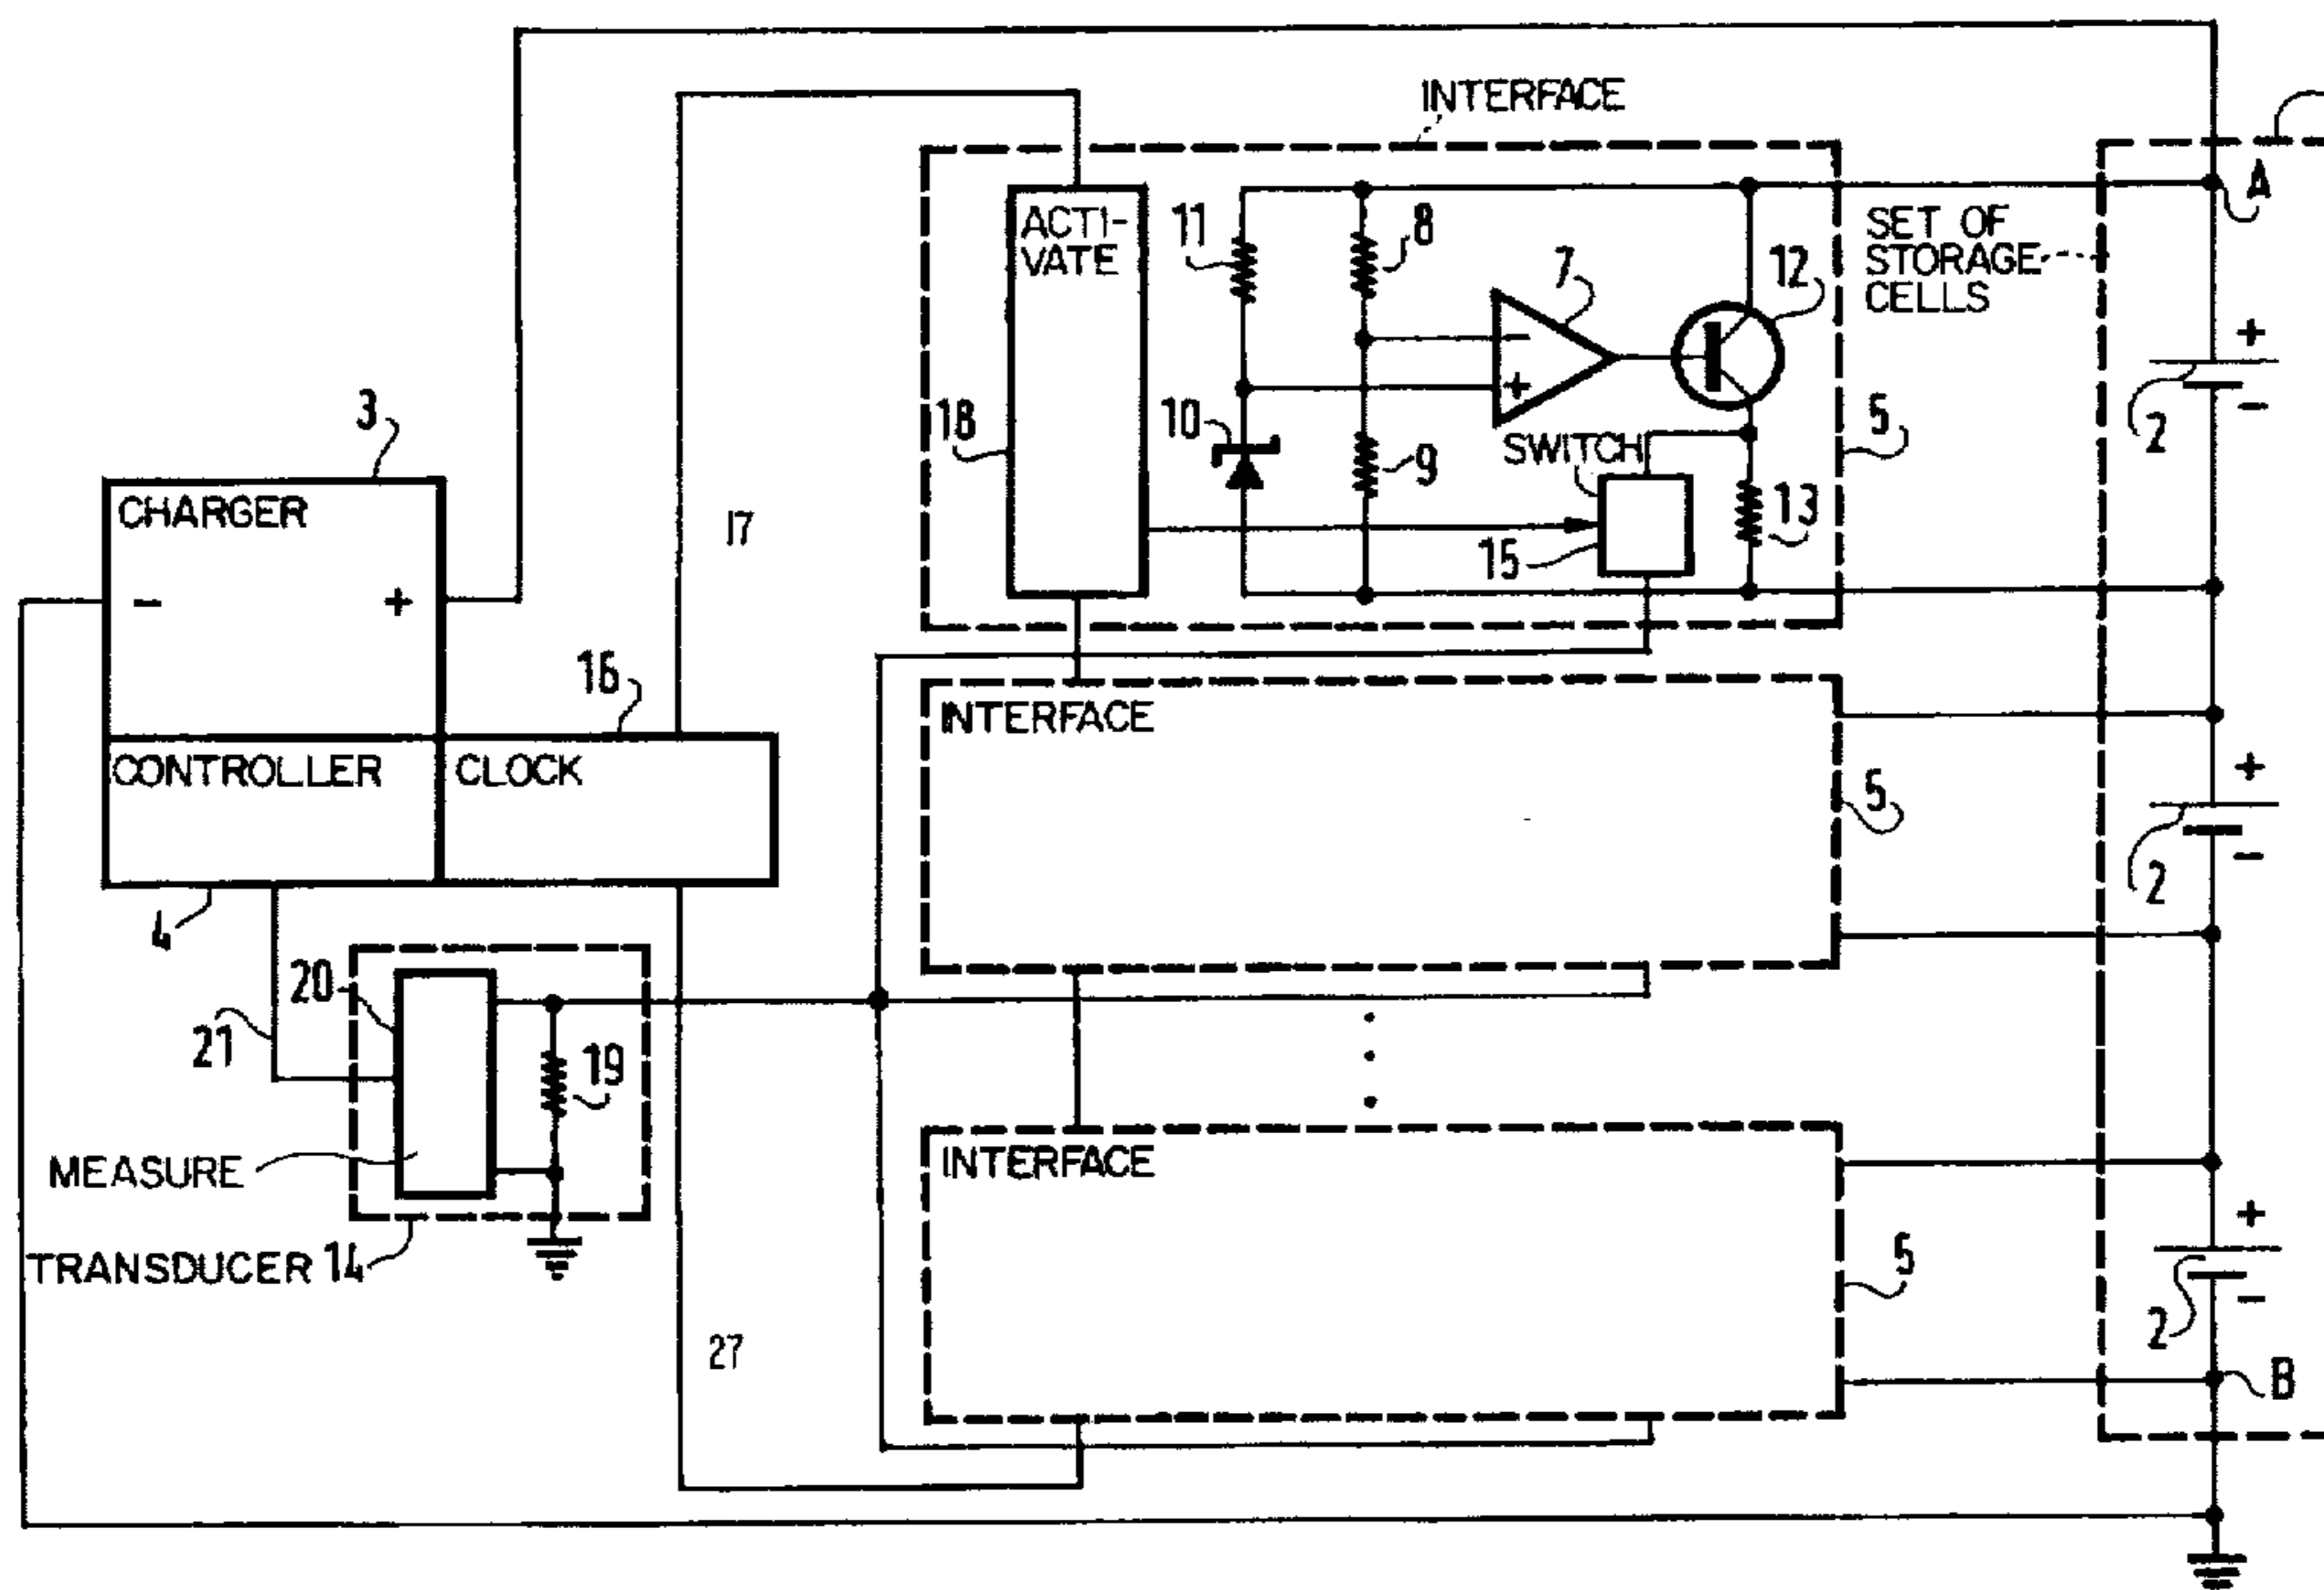 INTERFACE
A
ACTI-
VATE
11
8
7
12
SET OF
STORAGE
CELLS
−
+
+
2
−
3
18
10
SWITCH
9
15
13
5
CHARGER
− +
17
16
INTERFACE
CONTROLLER
CLOCK
5
+
2
−
4
20
21
19
MEASURE
TRANSDUCER 14
INTERFACE
5
+
2
−
27
B